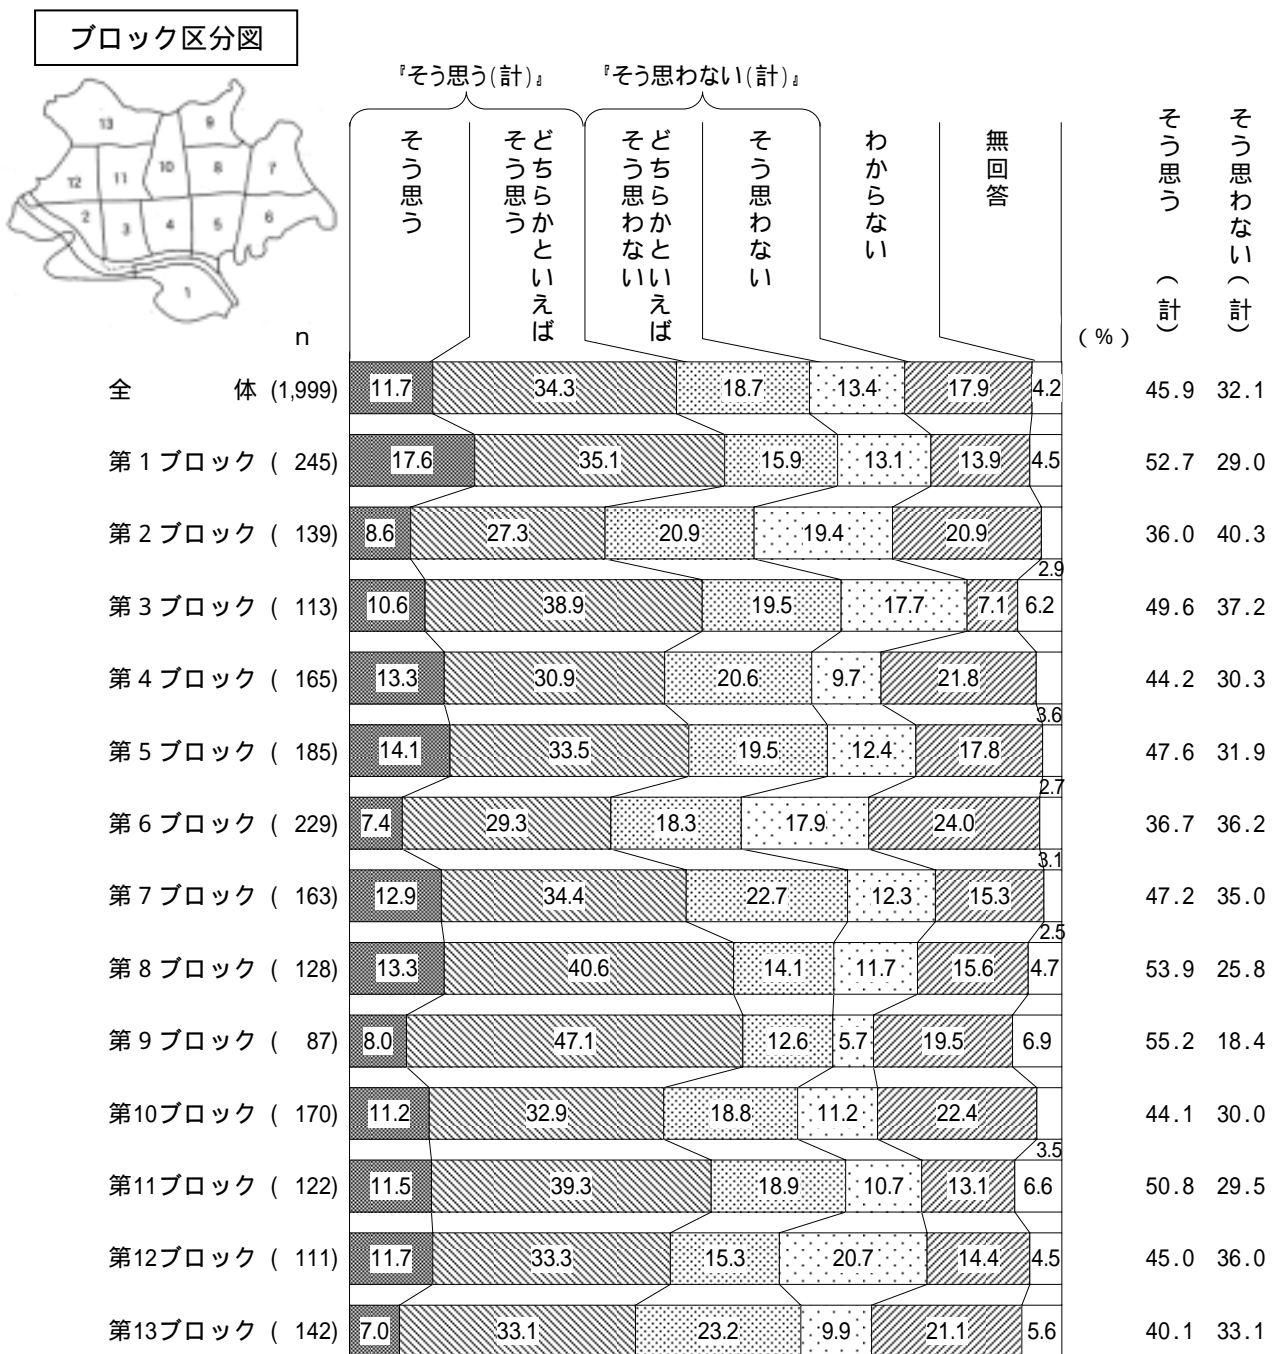 ブロック区分図
13
9
12
11
10
8
7
2
3
4
5
6
1
『そう思う(計)』
『そう思わない(計)』
そう思う
どちらかといえば
そう思う
どちらかといえば
そう思わない
そう思わない
わからない
無回答
そう思う(計)
そう思わない(計)
n
(%)
全 体 (1,999) 11.7 34.3 18.7 13.4 17.9 4.2 45.9 32.1
第1ブロック ( 245) 17.6 35.1 15.9 13.1 13.9 4.5 52.7 29.0
第2ブロック ( 139) 8.6 27.3 20.9 19.4 20.9 2.9 36.0 40.3
第3ブロック ( 113) 10.6 38.9 19.5 17.7 7.1 6.2 49.6 37.2
第4ブロック ( 165) 13.3 30.9 20.6 9.7 21.8 3.6 44.2 30.3
第5ブロック ( 185) 14.1 33.5 19.5 12.4 17.8 2.7 47.6 31.9
第6ブロック ( 229) 7.4 29.3 18.3 17.9 24.0 3.1 36.7 36.2
第7ブロック ( 163) 12.9 34.4 22.7 12.3 15.3 2.5 47.2 35.0
第8ブロック ( 128) 13.3 40.6 14.1 11.7 15.6 4.7 53.9 25.8
第9ブロック ( 87) 8.0 47.1 12.6 5.7 19.5 6.9 55.2 18.4
第10ブロック ( 170) 11.2 32.9 18.8 11.2 22.4 3.5 44.1 30.0
第11ブロック ( 122) 11.5 39.3 18.9 10.7 13.1 6.6 50.8 29.5
第12ブロック ( 111) 11.7 33.3 15.3 20.7 14.4 4.5 45.0 36.0
第13ブロック ( 142) 7.0 33.1 23.2 9.9 21.1 5.6 40.1 33.1